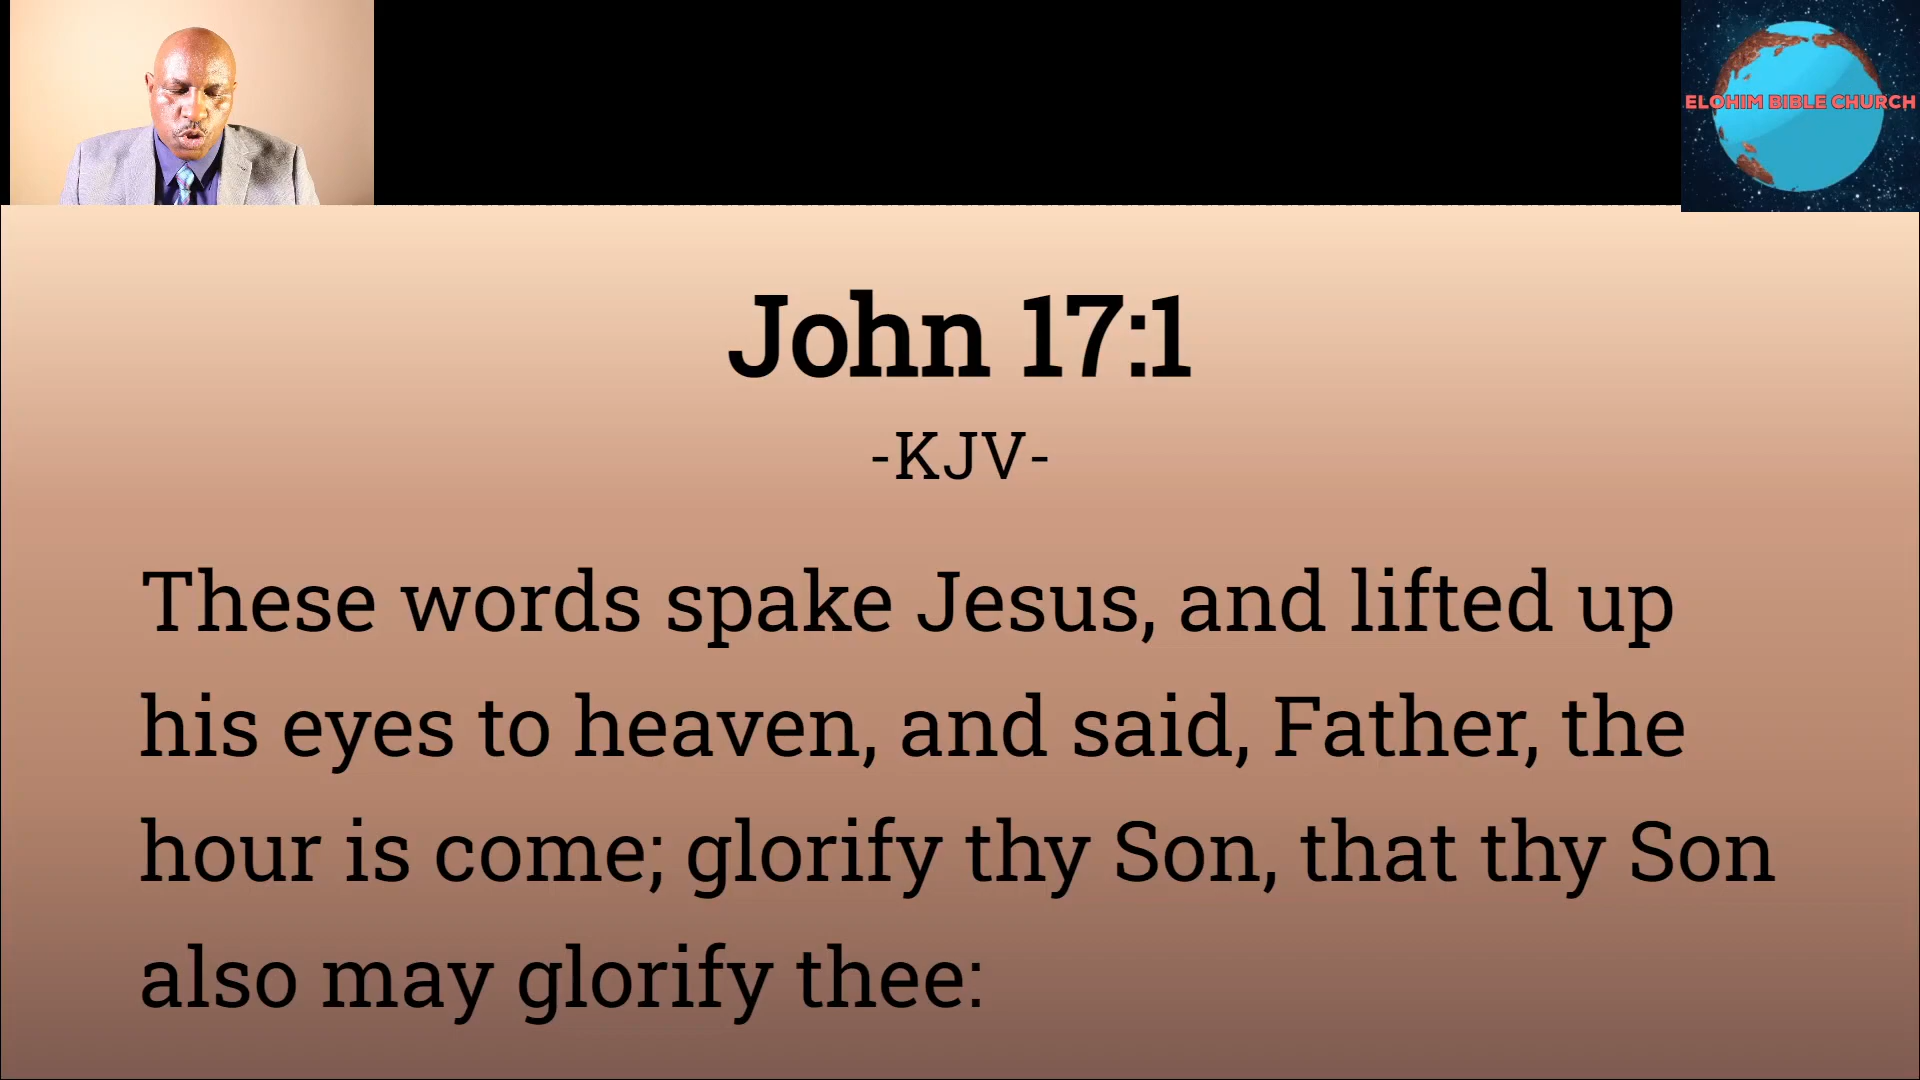 ELOHIM BIBLE CHURCH
John 17:1
-KJV-
These words spake Jesus, and lifted up
his eyes to heaven, and said, Father, the
hour is come; glorify thy Son, that thy Son
also may glorify thee: